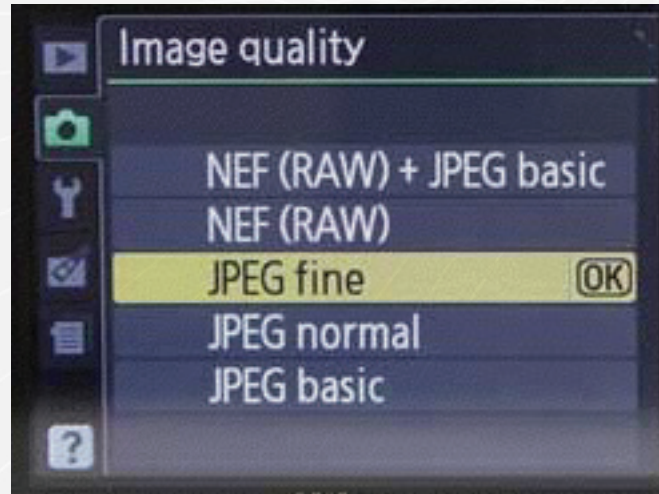 Image quality
NEF (RAW) + JPEG basic
NEF (RAW)
JPEG fine OK
JPEG normal
JPEG basic
?